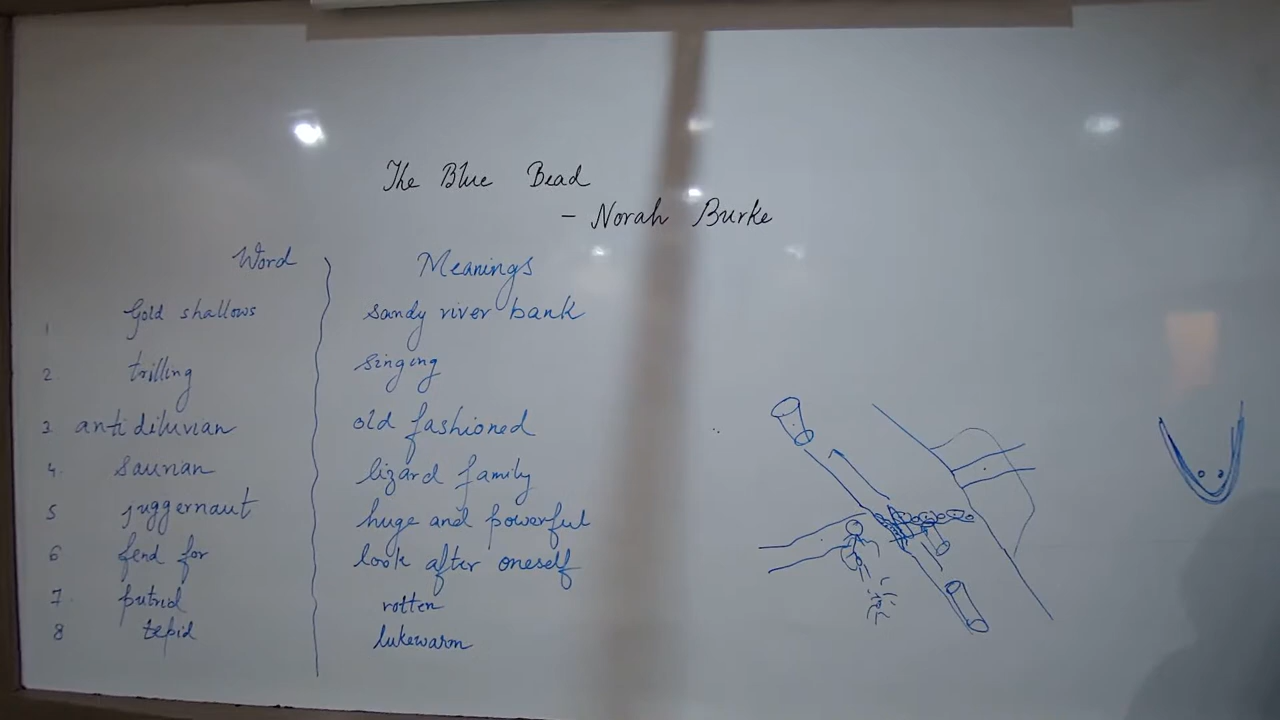 The Blue Bead
- Norah Burke
Word Meanings
1 Gold shallows sandy river bank
2. trilling singing
3. antidiluvian old fashioned
4. saurian lizard family
5 juggernaut huge and powerful
6 fend for look after oneself
7. putrid rotten
8 tepid lukewarm